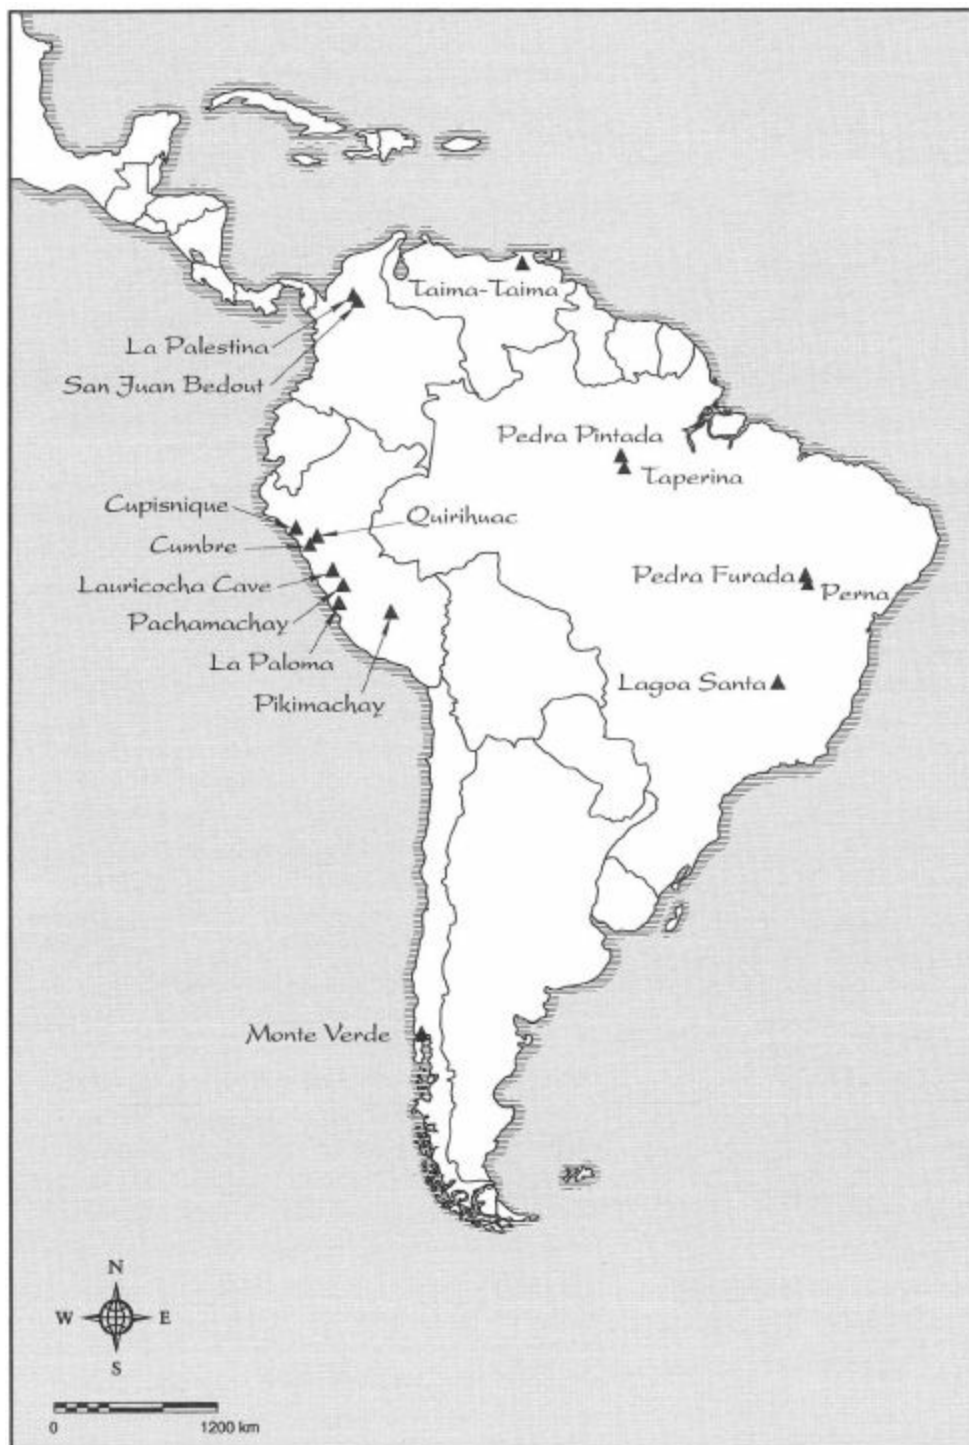 Taima-Taima
La Palestina
San Juan Bedout
Pedra Pintada
Taperina
Cupisnique
Quirihuac
Cumbre
Lauricocha Cave
Pedra Furada
Perna
Pachamachay
La Paloma
Lagoa Santa
Pikimachay
Monte Verde
N
W E
S
0 1200 km